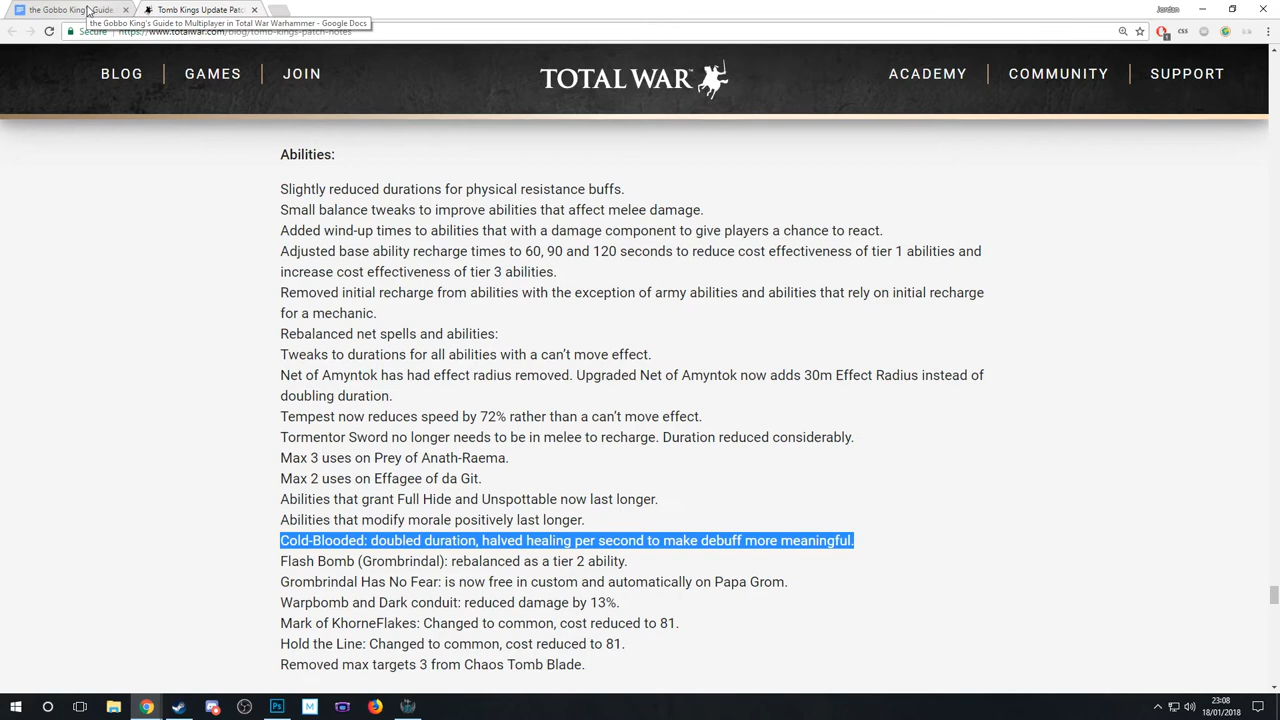 the Gobbo King's Guide
Tomb Kings Update Patc
Jordan
the Gobbo King's Guide to Multiplayer in Total War Warhammer - Google Docs
Secure
https://www.totalwar.com/blog/tomb-kings-patch-notes
BLOG
GAMES
JOIN
TOTAL WAR
ACADEMY
COMMUNITY
SUPPORT
Abilities:
Slightly reduced durations for physical resistance buffs.
Small balance tweaks to improve abilities that affect melee damage.
Added wind-up times to abilities that with a damage component to give players a chance to react.
Adjusted base ability recharge times to 60, 90 and 120 seconds to reduce cost effectiveness of tier 1 abilities and
increase cost effectiveness of tier 3 abilities.
Removed initial recharge from abilities with the exception of army abilities and abilities that rely on initial recharge
for a mechanic.
Rebalanced net spells and abilities:
Tweaks to durations for all abilities with a can't move effect.
Net of Amyntok has had effect radius removed. Upgraded Net of Amyntok now adds 30m Effect Radius instead of
doubling duration.
Tempest now reduces speed by 72% rather than a can't move effect.
Tormentor Sword no longer needs to be in melee to recharge. Duration reduced considerably.
Max 3 uses on Prey of Anath-Raema.
Max 2 uses on Effagee of da Git.
Abilities that grant Full Hide and Unspottable now last longer.
Abilities that modify morale positively last longer.
Cold-Blooded: doubled duration, halved healing per second to make debuff more meaningful.
Flash Bomb (Grombrindal): rebalanced as a tier 2 ability.
Grombrindal Has No Fear: is now free in custom and automatically on Papa Grom.
Warpbomb and Dark conduit: reduced damage by 13%.
Mark of KhorneFlakes: Changed to common, cost reduced to 81.
Hold the Line: Changed to common, cost reduced to 81.
Removed max targets 3 from Chaos Tomb Blade.
23:08
18/01/2018